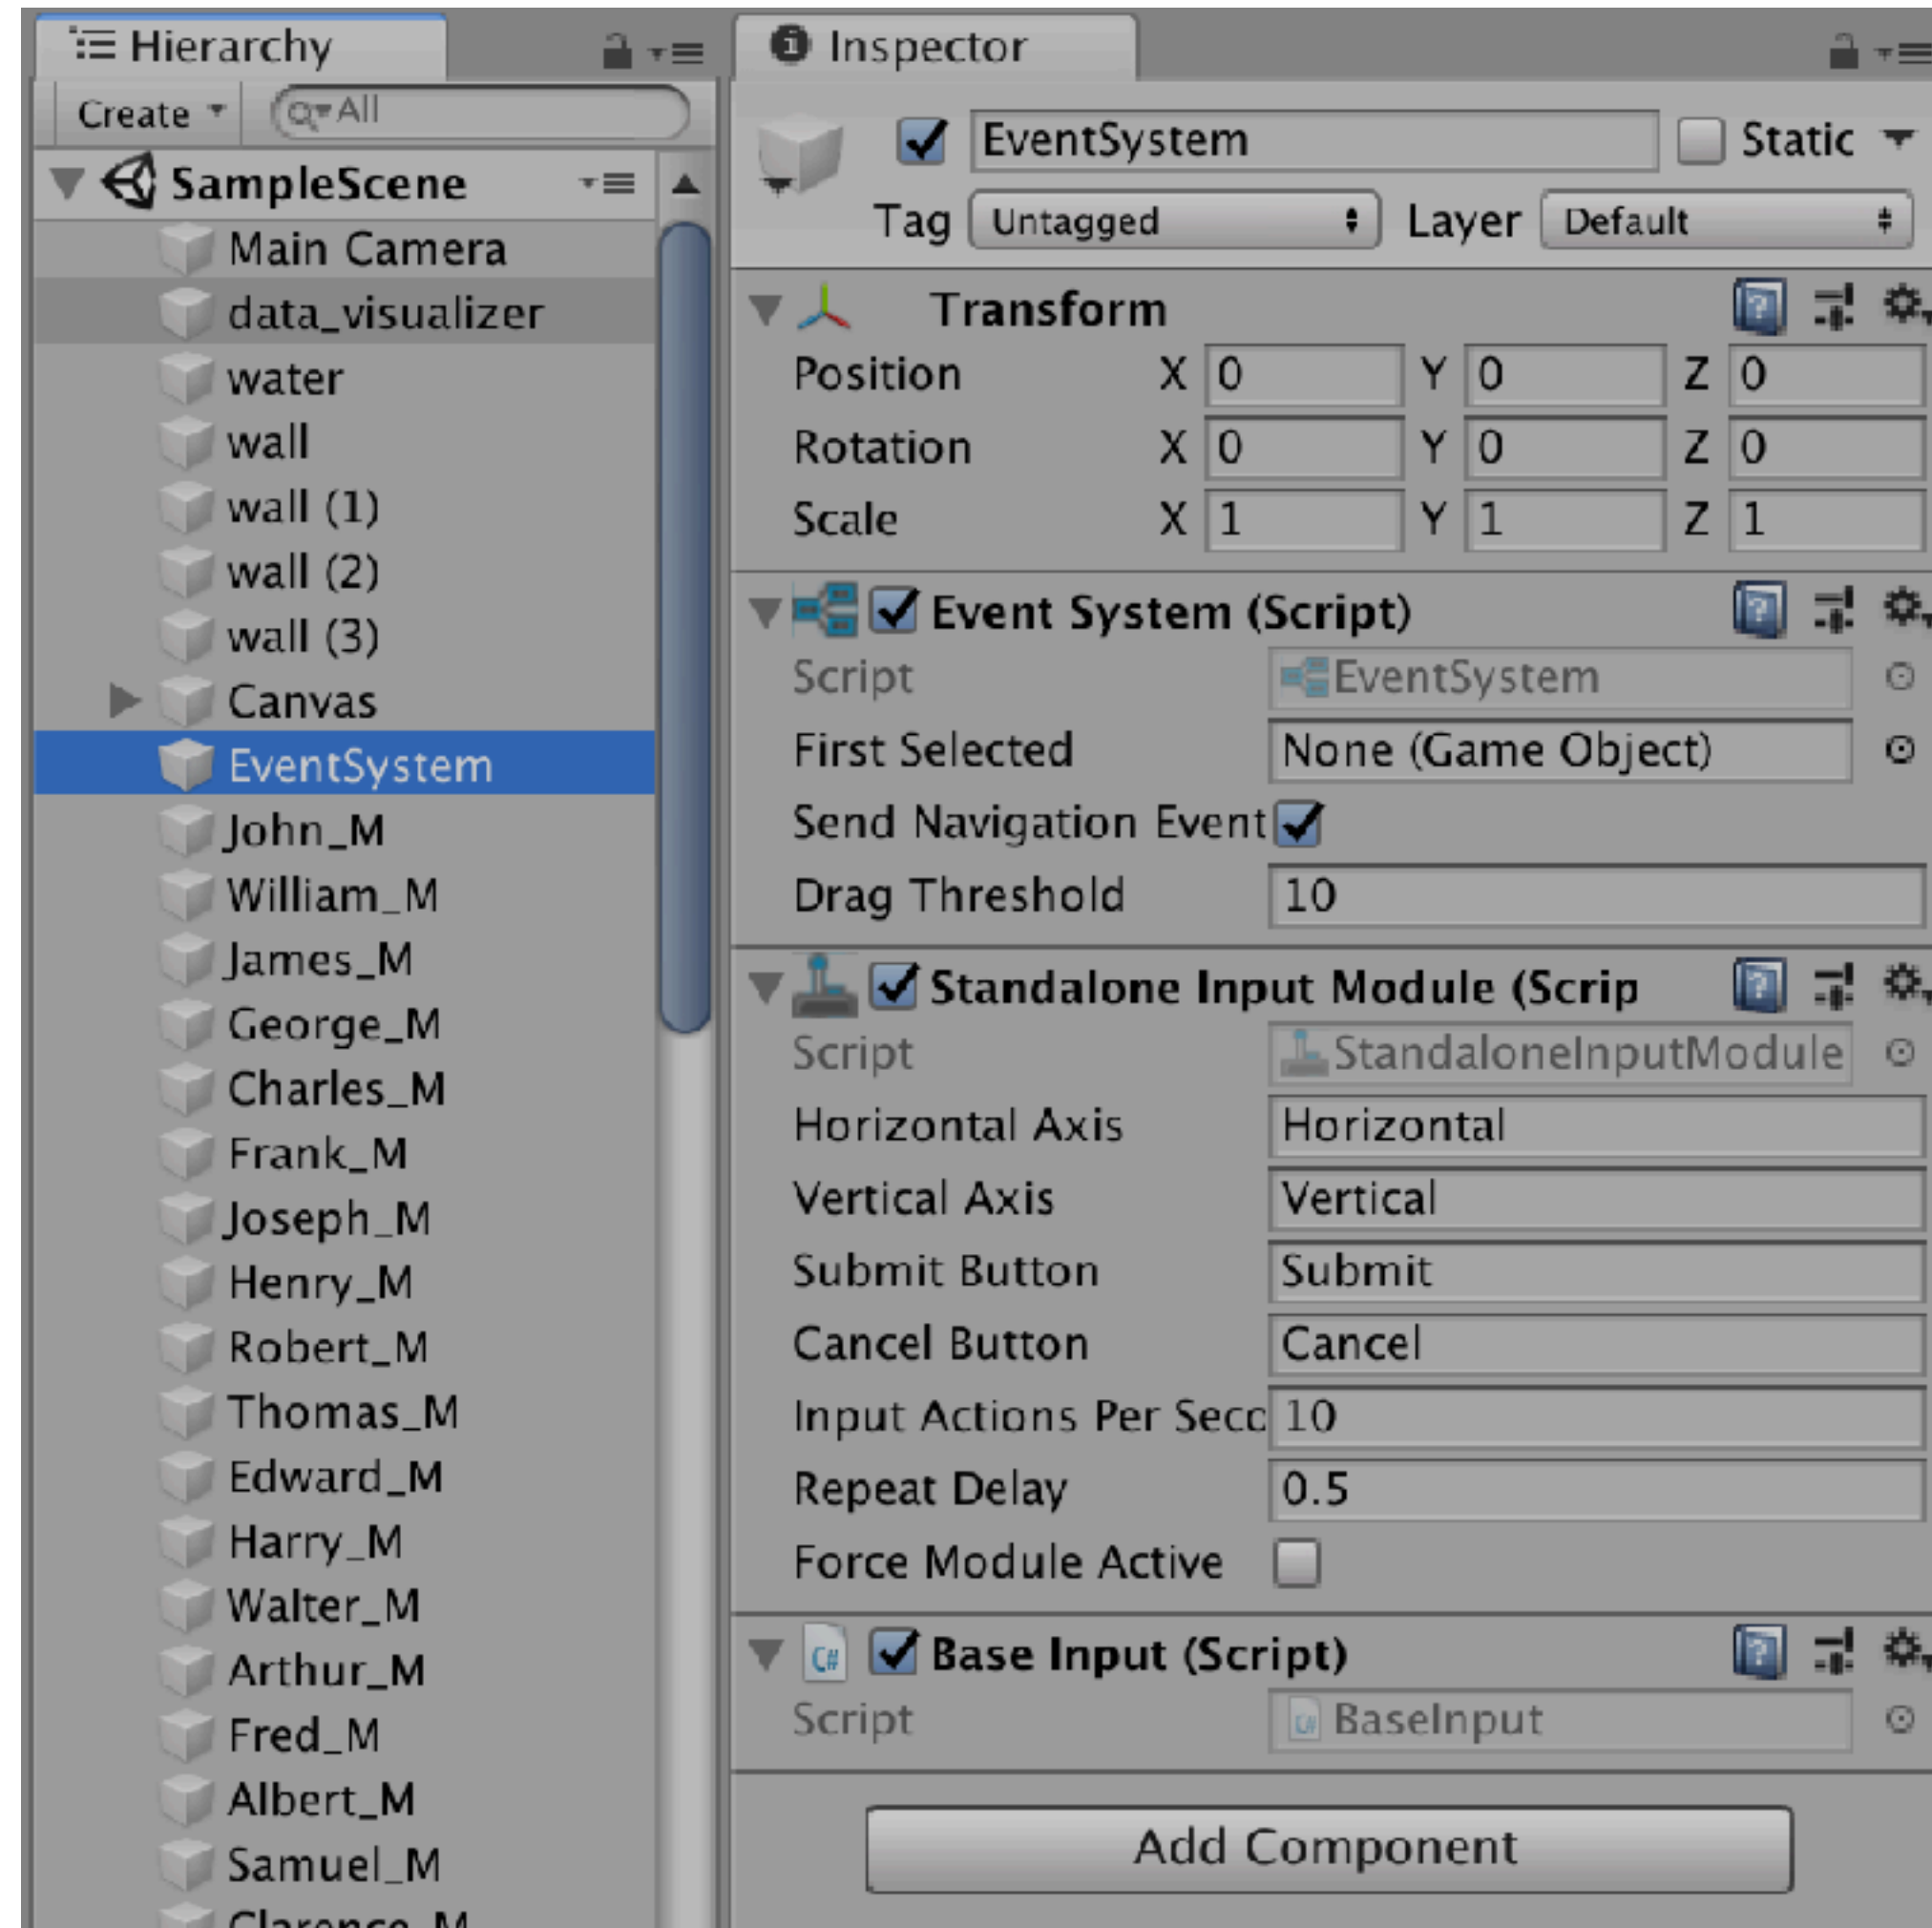 Hierarchy
Create All
SampleScene
Main Camera
data_visualizer
water
wall
wall (1)
wall (2)
wall (3)
Canvas
EventSystem
John_M
William_M
James_M
George_M
Charles_M
Frank_M
Joseph_M
Henry_M
Robert_M
Thomas_M
Edward_M
Harry_M
Walter_M
Arthur_M
Fred_M
Albert_M
Samuel_M
Clarence_M
Inspector
EventSystem Static
Tag Untagged Layer Default
Transform
Position X 0 Y 0 Z 0
Rotation X 0 Y 0 Z 0
Scale X 1 Y 1 Z 1
Event System (Script)
Script EventSystem
First Selected None (Game Object)
Send Navigation Event
Drag Threshold 10
Standalone Input Module (Scrip
Script StandaloneInputModule
Horizontal Axis Horizontal
Vertical Axis Vertical
Submit Button Submit
Cancel Button Cancel
Input Actions Per Seco 10
Repeat Delay 0.5
Force Module Active
C# Base Input (Script)
Script C# BaseInput
Add Component